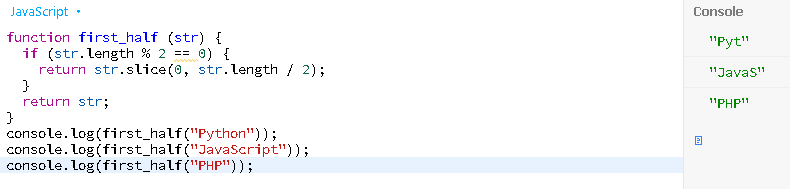 JavaScript
function first_half (str) {
  if (str.length % 2 == 0) {
    return str.slice(0, str.length / 2);
  }
  return str;
}
console.log(first_half("Python"));
console.log(first_half("JavaScript"));
console.log(first_half("PHP"));
Console
"Pyt"
"JavaS"
"PHP"